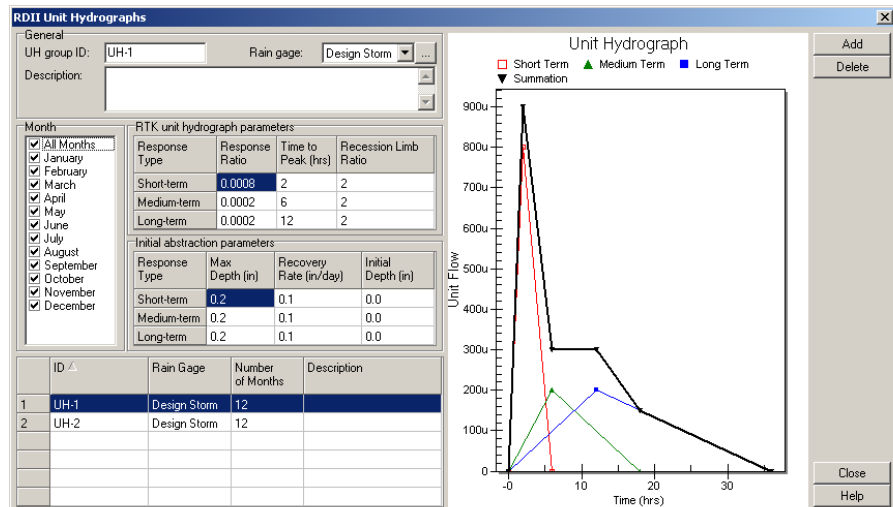 RDII Unit Hydrographs
General
UH group ID: UH-1 Rain gage: Design Storm ...
Description:
Month
All Months
January
February
March
April
May
June
July
August
September
October
November
December
RTK unit hydrograph parameters
Response Type Response Ratio Time to Peak (hrs) Recession Limb Ratio
Short-term 0.0008 2 2
Medium-term 0.0002 6 2
Long-term 0.0002 12 2
Initial abstraction parameters
Response Type Max Depth (in) Recovery Rate (in/day) Initial Depth (in)
Short-term 0.2 0.1 0.0
Medium-term 0.2 0.1 0.0
Long-term 0.2 0.1 0.0
ID Rain Gage Number of Months Description
1 UH-1 Design Storm 12
2 UH-2 Design Storm 12
Unit Hydrograph
Short Term Medium Term Long Term
Summation
Unit Flow
900u
800u
700u
600u
500u
400u
300u
200u
100u
0
-0 10 20 30
Time (hrs)
Add
Delete
Close
Help